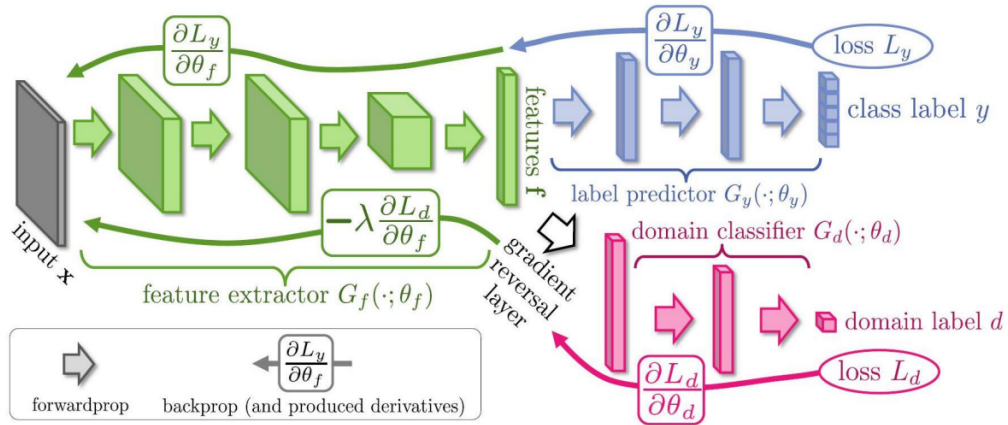 ∂L_y/∂θ_f
∂L_y/∂θ_y
loss L_y
features f
class label y
label predictor G_y(·;θ_y)
−λ ∂L_d/∂θ_f
input x
feature extractor G_f(·;θ_f)
gradient
reversal
layer
domain classifier G_d(·;θ_d)
domain label d
∂L_d/∂θ_d
loss L_d
forwardprop
∂L_y/∂θ_f
backprop (and produced derivatives)